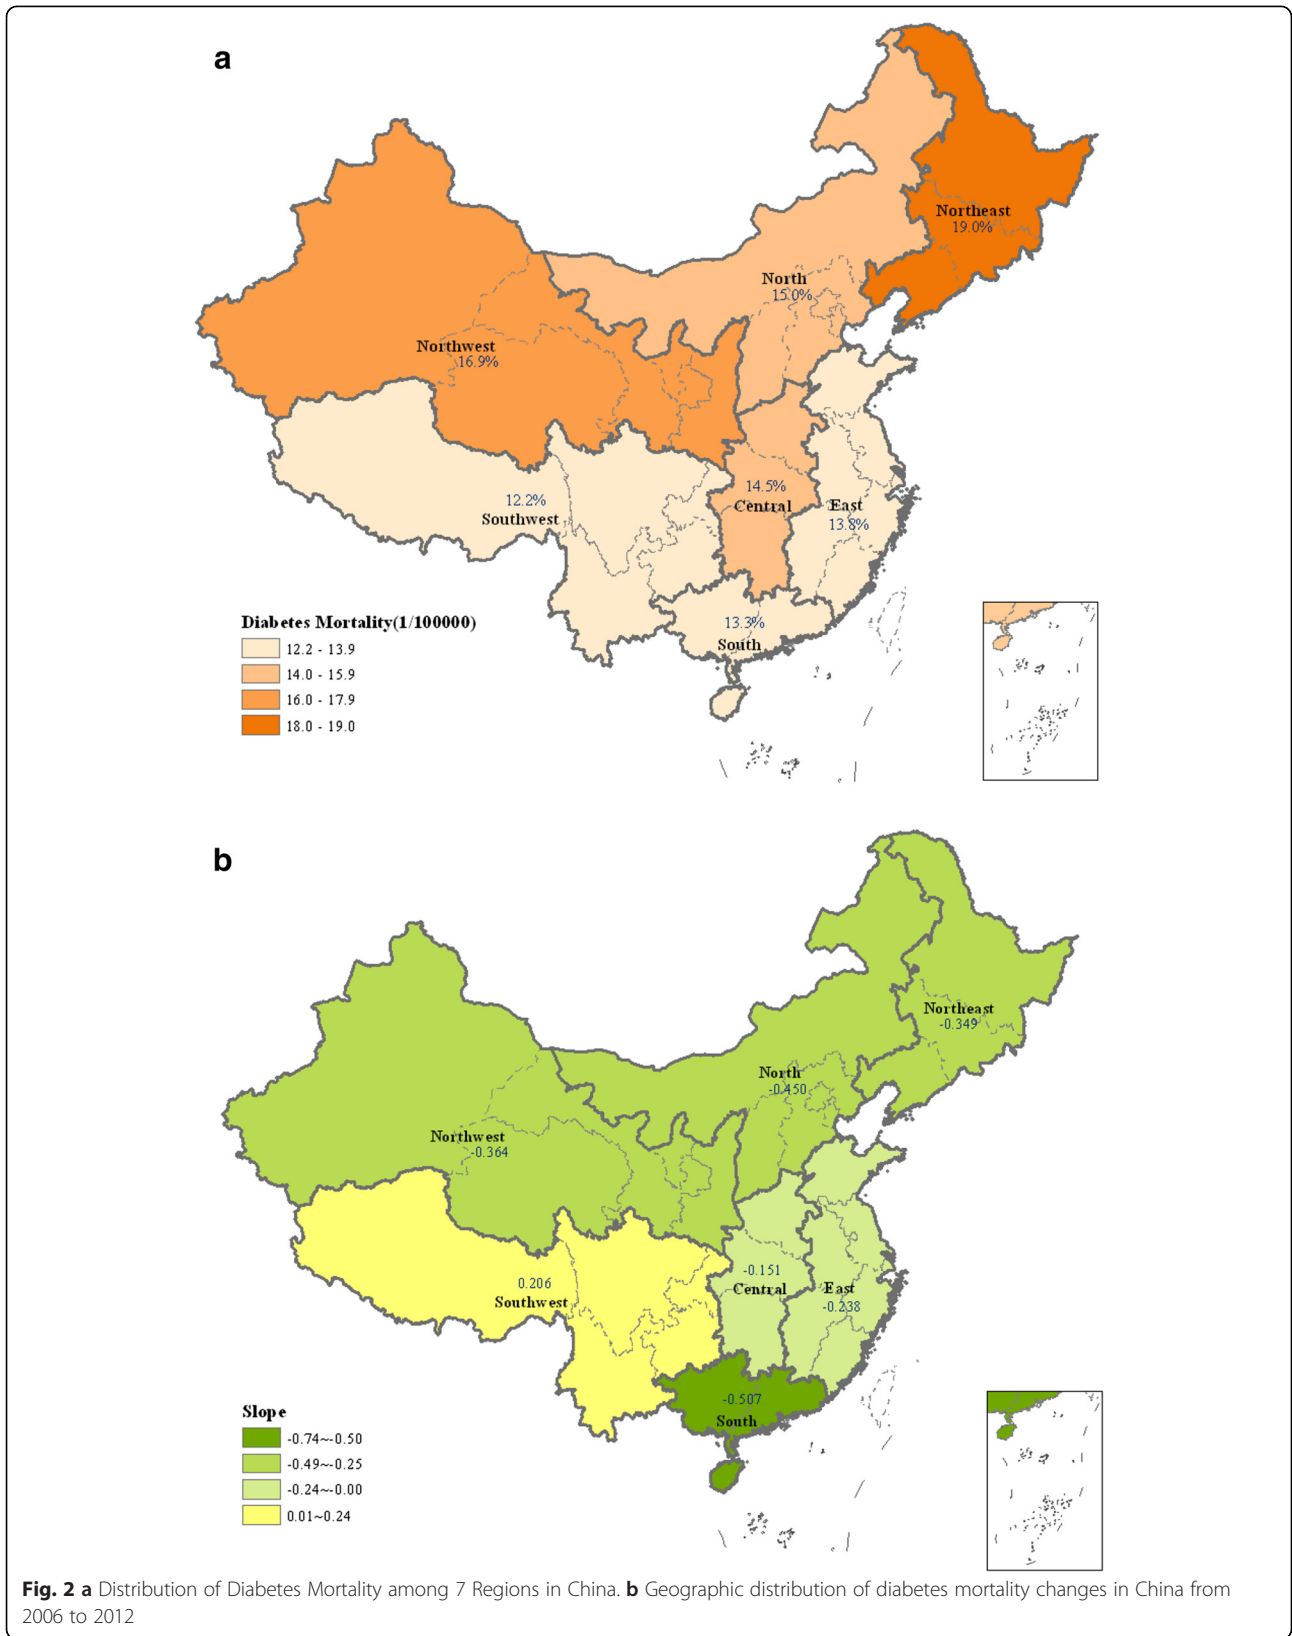 a
Northeast
19.0%
North
15.0%
Northwest
16.9%
14.5%
Central
East
13.8%
12.2%
Southwest
13.3%
South
Diabetes Mortality(1/100000)
12.2 - 13.9
14.0 - 15.9
16.0 - 17.9
18.0 - 19.0
b
Northeast
-0.349
North
-0.450
Northwest
-0.364
-0.151
Central
East
-0.238
0.206
Southwest
-0.507
South
Slope
-0.74~-0.50
-0.49~-0.25
-0.24~-0.00
0.01~0.24
Fig. 2 a Distribution of Diabetes Mortality among 7 Regions in China. b Geographic distribution of diabetes mortality changes in China from
2006 to 2012